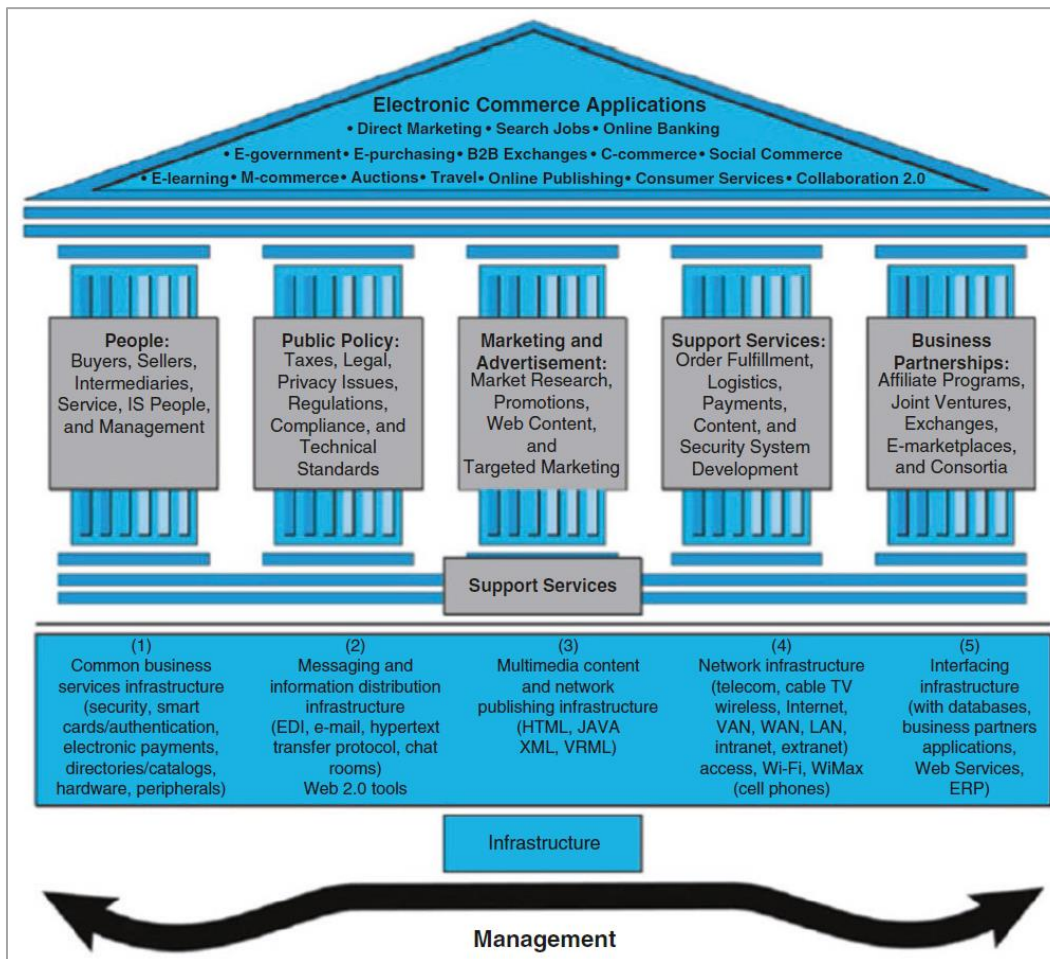 Electronic Commerce Applications
• Direct Marketing • Search Jobs • Online Banking
• E-government • E-purchasing • B2B Exchanges • C-commerce • Social Commerce
• E-learning • M-commerce • Auctions • Travel • Online Publishing • Consumer Services • Collaboration 2.0
People:
Buyers, Sellers,
Intermediaries,
Service, IS People,
and Management
Public Policy:
Taxes, Legal,
Privacy Issues,
Regulations,
Compliance, and
Technical
Standards
Marketing and
Advertisement:
Market Research,
Promotions,
Web Content,
and
Targeted Marketing
Support Services:
Order Fulfillment,
Logistics,
Payments,
Content, and
Security System
Development
Business
Partnerships:
Affiliate Programs,
Joint Ventures,
Exchanges,
E-marketplaces,
and Consortia
Support Services
(1)
Common business
services infrastructure
(security, smart
cards/authentication,
electronic payments,
directories/catalogs,
hardware, peripherals)
(2)
Messaging and
information distribution
infrastructure
(EDI, e-mail, hypertext
transfer protocol, chat
rooms)
Web 2.0 tools
(3)
Multimedia content
and network
publishing infrastructure
(HTML, JAVA
XML, VRML)
(4)
Network infrastructure
(telecom, cable TV
wireless, Internet,
VAN, WAN, LAN,
intranet, extranet)
access, Wi-Fi, WiMax
(cell phones)
(5)
Interfacing
infrastructure
(with databases,
business partners
applications,
Web Services,
ERP)
Infrastructure
Management